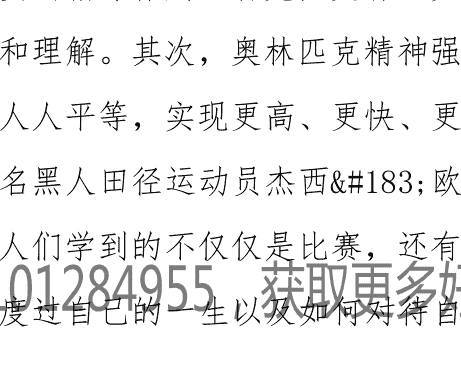 和理解。其次，奥林匹克精神强
人人平等，实现更高、更快、更
名黑人田径运动员杰西&#183;欧
人们学到的不仅仅是比赛，还有
01284955，获取更多好
度过自己的一生以及如何对待自